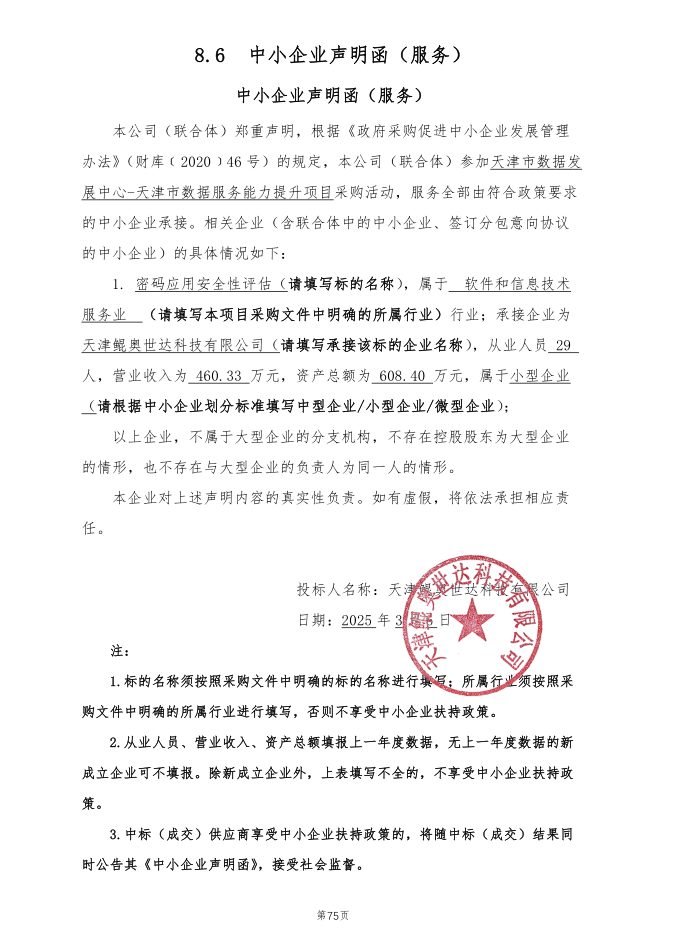 8.6 中小企业声明函（服务）
中小企业声明函（服务）
本公司（联合体）郑重声明，根据《政府采购促进中小企业发展管理
办法》（财库﹝2020﹞46 号）的规定，本公司（联合体）参加天津市数据发
展中心-天津市数据服务能力提升项目采购活动，服务全部由符合政策要求
的中小企业承接。相关企业（含联合体中的中小企业、签订分包意向协议
的中小企业）的具体情况如下：
1. 密码应用安全性评估（请填写标的名称），属于 软件和信息技术
服务业 （请填写本项目采购文件中明确的所属行业）行业；承接企业为
天津鲲奥世达科技有限公司（请填写承接该标的企业名称），从业人员 29
人，营业收入为 460.33 万元，资产总额为 608.40 万元，属于小型企业
（请根据中小企业划分标准填写中型企业/小型企业/微型企业）；
以上企业，不属于大型企业的分支机构，不存在控股股东为大型企业
的情形，也不存在与大型企业的负责人为同一人的情形。
本企业对上述声明内容的真实性负责。如有虚假，将依法承担相应责
任。
投标人名称：天津鲲奥世达科技有限公司
日期：2025 年 3 月 日
天津鲲奥世达科技有限公司
注：
1.标的名称须按照采购文件中明确的标的名称进行填写；所属行业须按照采
购文件中明确的所属行业进行填写，否则不享受中小企业扶持政策。
2.从业人员、营业收入、资产总额填报上一年度数据，无上一年度数据的新
成立企业可不填报。除新成立企业外，上表填写不全的，不享受中小企业扶持政
策。
3.中标（成交）供应商享受中小企业扶持政策的，将随中标（成交）结果同
时公告其《中小企业声明函》，接受社会监督。
第75页